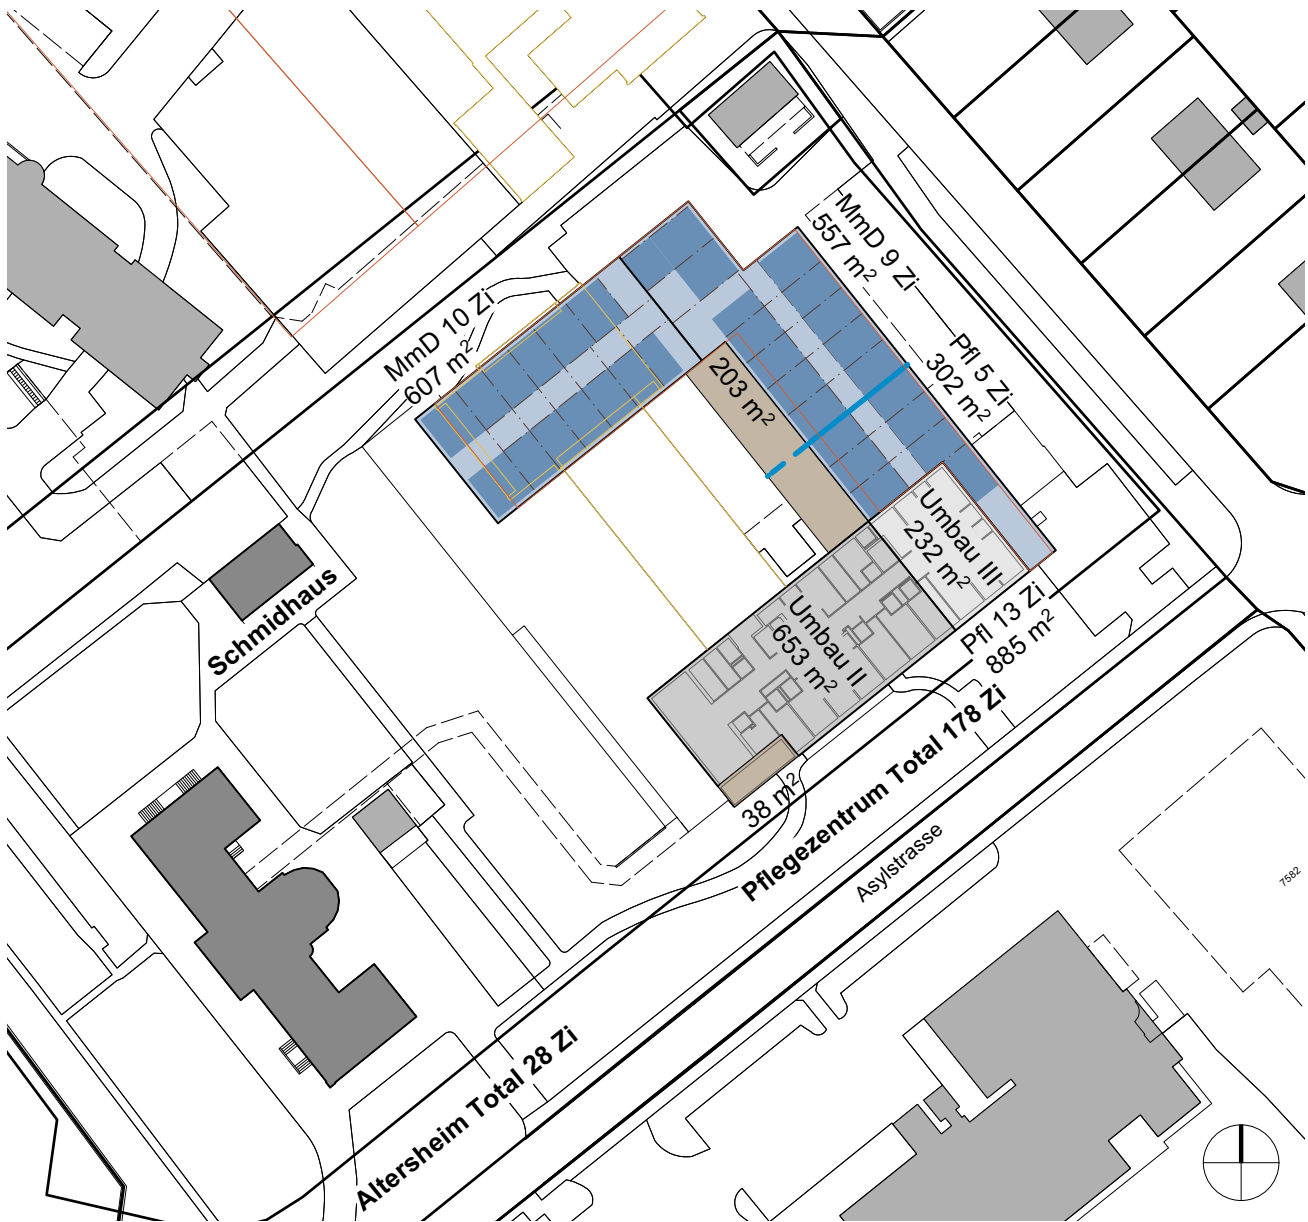 MmD 9 Zi
557 m²
MmD 10 Zi
607 m²
Pfl 5 Zi
302 m²
203 m²
Umbau III
232 m²
Umbau II
653 m²
Pfl 13 Zi
885 m²
Schmidhaus
38 m²
Pflegezentrum Total 178 Zi
Asylstrasse
7582
Altersheim Total 28 Zi